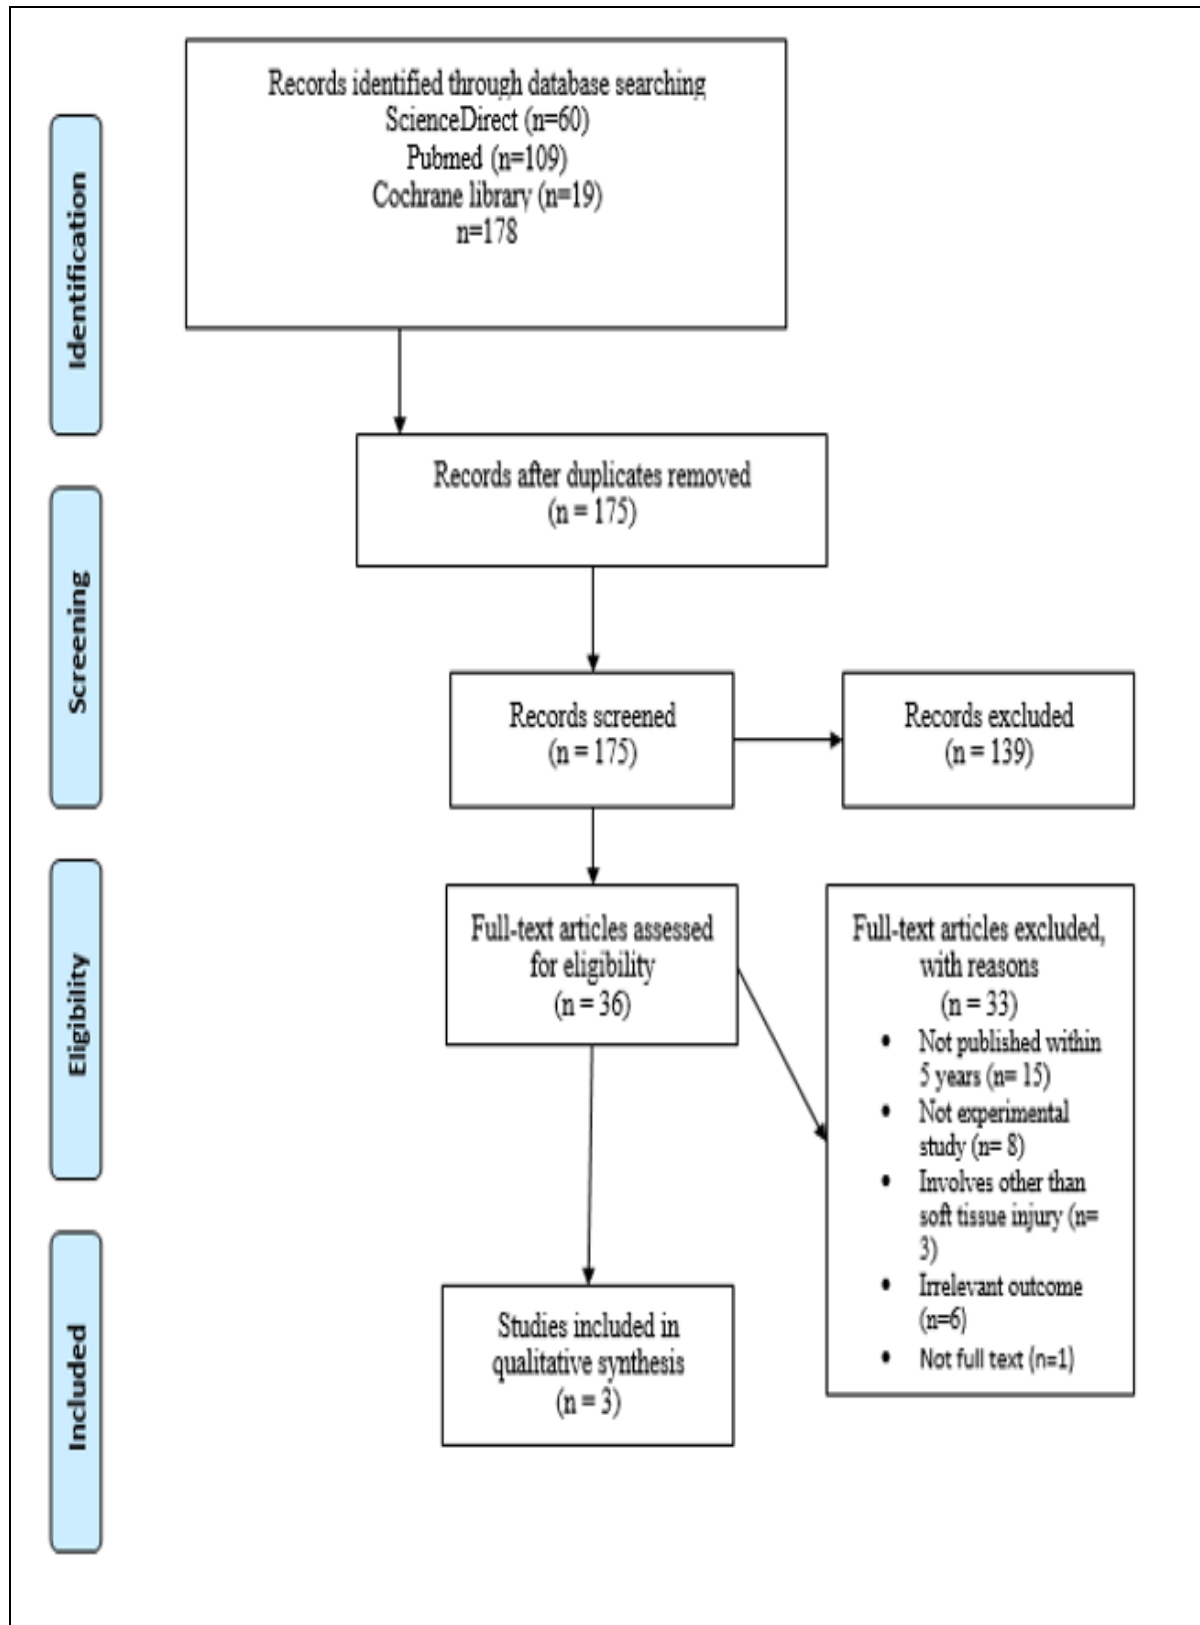 Identification
Records identified through database searching
ScienceDirect (n=60)
Pubmed (n=109)
Cochrane library (n=19)
n=178
Records after duplicates removed
(n = 175)
Screening
Records screened
(n = 175)
Records excluded
(n = 139)
Eligibility
Full-text articles assessed
for eligibility
(n = 36)
Full-text articles excluded,
with reasons
(n = 33)
• Not published within
5 years (n= 15)
• Not experimental
study (n= 8)
• Involves other than
soft tissue injury (n=
3)
• Irrelevant outcome
(n=6)
• Not full text (n=1)
Included
Studies included in
qualitative synthesis
(n = 3)